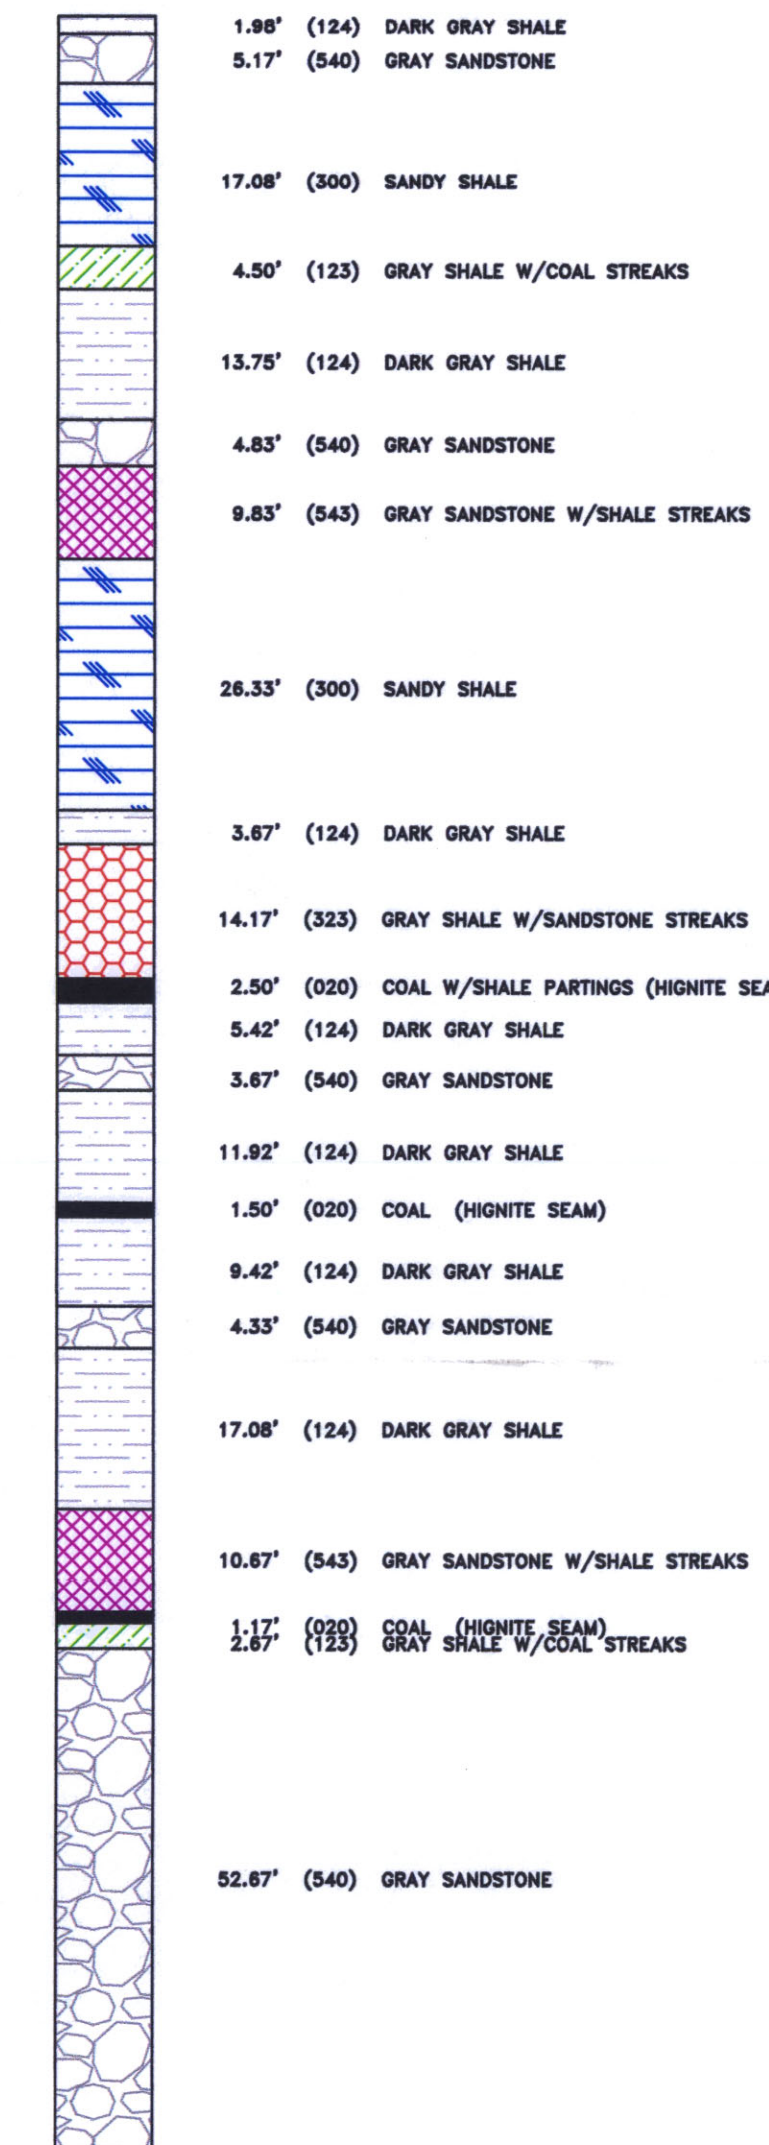 1.98' (124) DARK GRAY SHALE
5.17' (540) GRAY SANDSTONE
17.08' (300) SANDY SHALE
4.50' (123) GRAY SHALE W/COAL STREAKS
13.75' (124) DARK GRAY SHALE
4.83' (540) GRAY SANDSTONE
9.83' (543) GRAY SANDSTONE W/SHALE STREAKS
26.33' (300) SANDY SHALE
3.67' (124) DARK GRAY SHALE
14.17' (323) GRAY SHALE W/SANDSTONE STREAKS
2.50' (020) COAL W/SHALE PARTINGS (HIGNITE SEA
5.42' (124) DARK GRAY SHALE
3.67' (540) GRAY SANDSTONE
11.92' (124) DARK GRAY SHALE
1.50' (020) COAL (HIGNITE SEAM)
9.42' (124) DARK GRAY SHALE
4.33' (540) GRAY SANDSTONE
17.08' (124) DARK GRAY SHALE
10.67' (543) GRAY SANDSTONE W/SHALE STREAKS
1.17' (020) COAL (HIGNITE SEAM)
2.67' (123) GRAY SHALE W/COAL STREAKS
52.67' (540) GRAY SANDSTONE